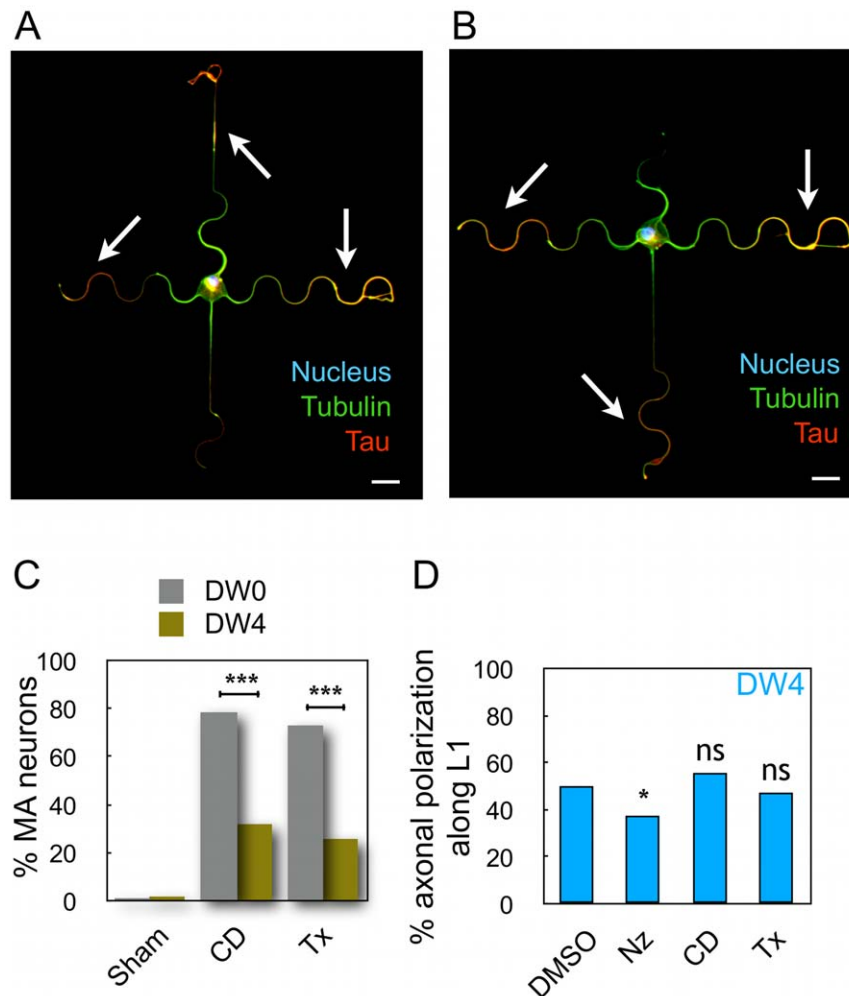 A
Nucleus
Tubulin
Tau
B
Nucleus
Tubulin
Tau
C
DW0
DW4
% MA neurons
100
80
60
40
20
0
***
***
Sham
CD
Tx
D
% axonal polarization
along L1
100
80
60
40
20
0
DW4
*
ns
ns
DMSO
Nz
CD
Tx